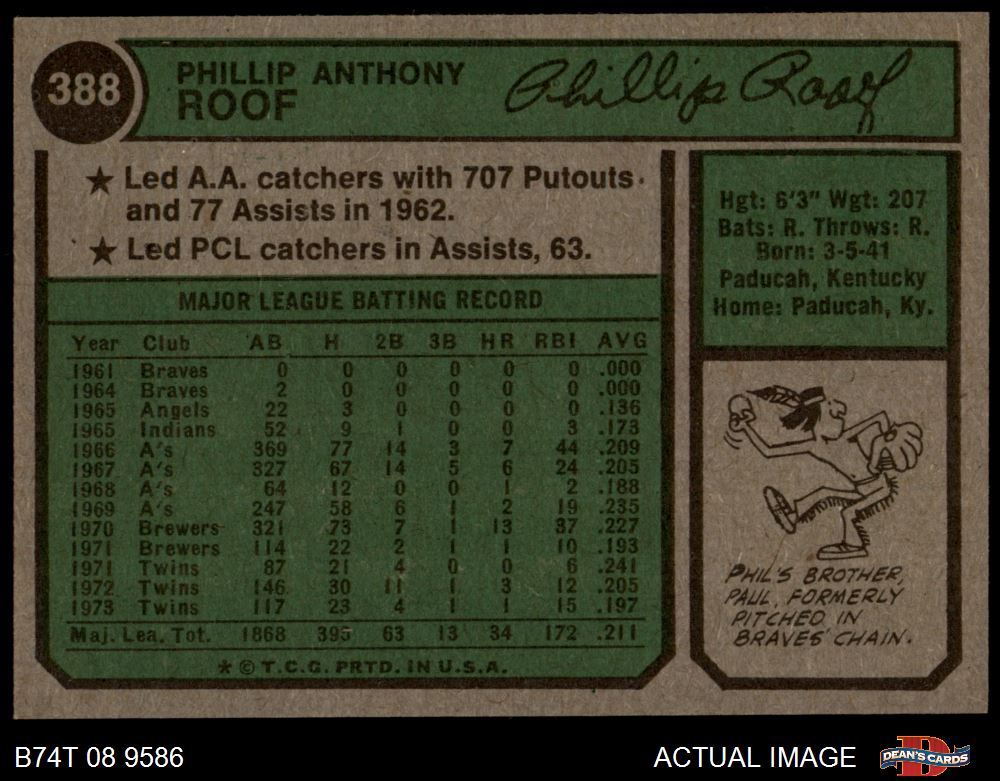 388
PHILLIP ANTHONY
ROOF
Phillip Roof
★ Led A.A. catchers with 707 Putouts
and 77 Assists in 1962.
★ Led PCL catchers in Assists, 63.
MAJOR LEAGUE BATTING RECORD
Year Club AB H 2B 3B HR RBI AVG
1961 Braves 0 0 0 0 0 0 .000
1964 Braves 2 0 0 0 0 0 .000
1965 Angels 22 3 0 0 0 0 .136
1965 Indians 52 9 1 0 0 3 .173
1966 A's 369 77 14 3 7 44 .209
1967 A's 327 67 14 5 6 24 .205
1968 A's 64 12 0 0 1 2 .188
1969 A's 247 58 6 1 2 19 .235
1970 Brewers 321 73 7 1 13 37 .227
1971 Brewers 114 22 2 1 1 10 .193
1971 Twins 87 21 4 0 0 6 .241
1972 Twins 146 30 11 1 3 12 .205
1973 Twins 117 23 4 1 1 15 .197
Maj. Lea. Tot. 1868 395 63 13 34 172 .211
* © T.C.G. PRTD. IN U.S.A.
Hgt: 6'3" Wgt: 207
Bats: R. Throws: R.
Born: 3-5-41
Paducah, Kentucky
Home: Paducah, Ky.
PHIL'S BROTHER,
PAUL, FORMERLY
PITCHED IN
BRAVES' CHAIN.
B74T 08 9586
ACTUAL IMAGE
DEAN'S CARDS